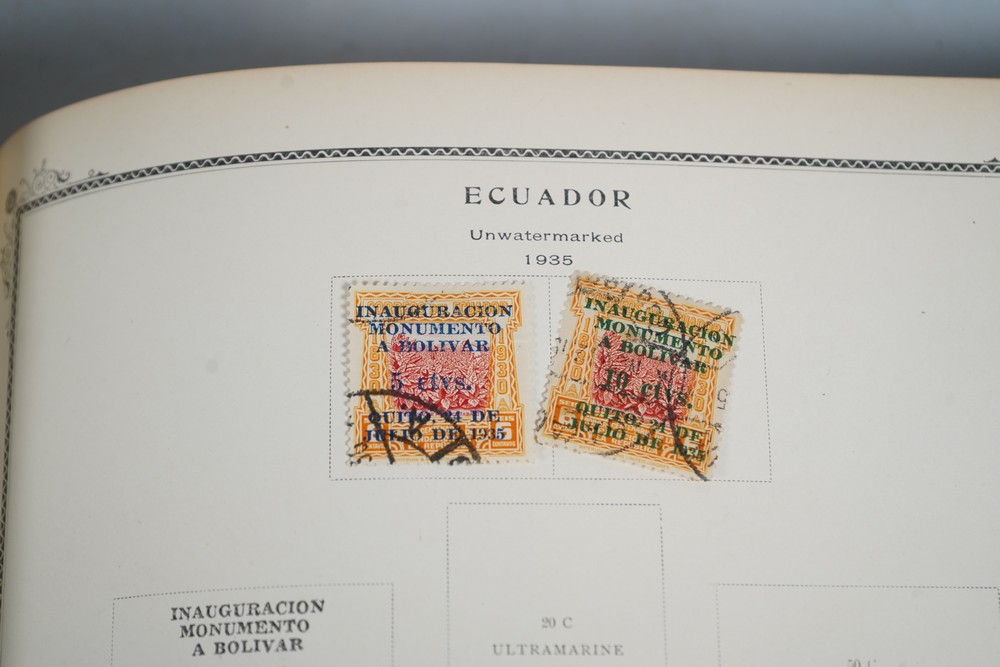 ECUADOR
Unwatermarked
1935
INAUGURACION
MONUMENTO
A BOLIVAR
5 ctvs.
QUITO, 24 DE
JULIO DE 1935
INAUGURACION
MONUMENTO
A BOLIVAR
10 ctvs.
QUITO, 24 DE
JULIO DE
INAUGURACION
MONUMENTO
A BOLIVAR
20 C
ULTRAMARINE
50 C